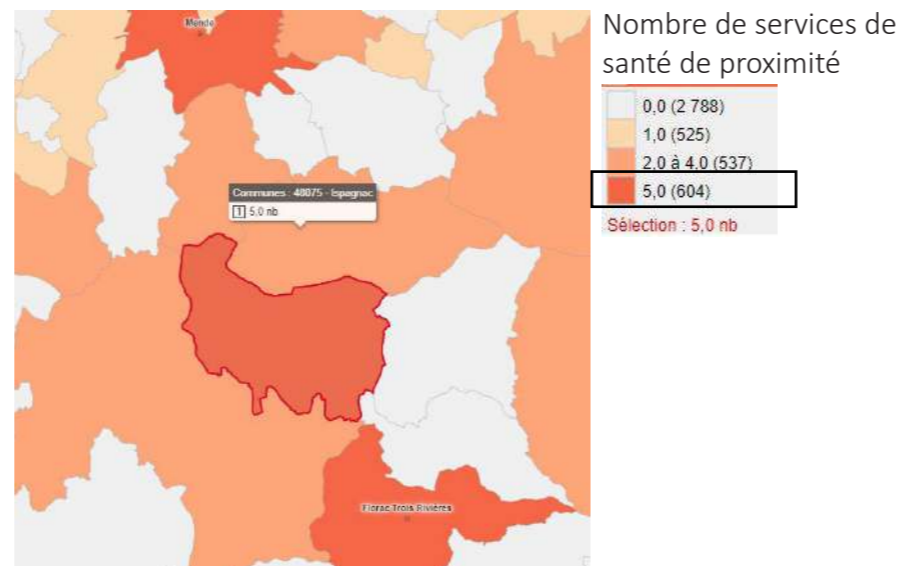 Mende
Nombre de services de
santé de proximité
0,0 (2 788)
1,0 (525)
2,0 à 4,0 (537)
5,0 (604)
Sélection : 5,0 nb
Communes : 48075 - Ispagnac
1 5,0 nb
Florac Trois Rivières